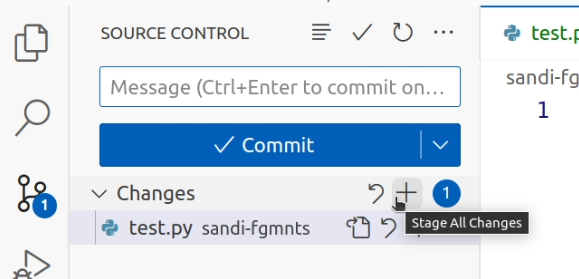 SOURCE CONTROL
test.p
Message (Ctrl+Enter to commit on...
sandi-fg
1
Commit
1
Changes
1
test.py sandi-fgmnts
Stage All Changes